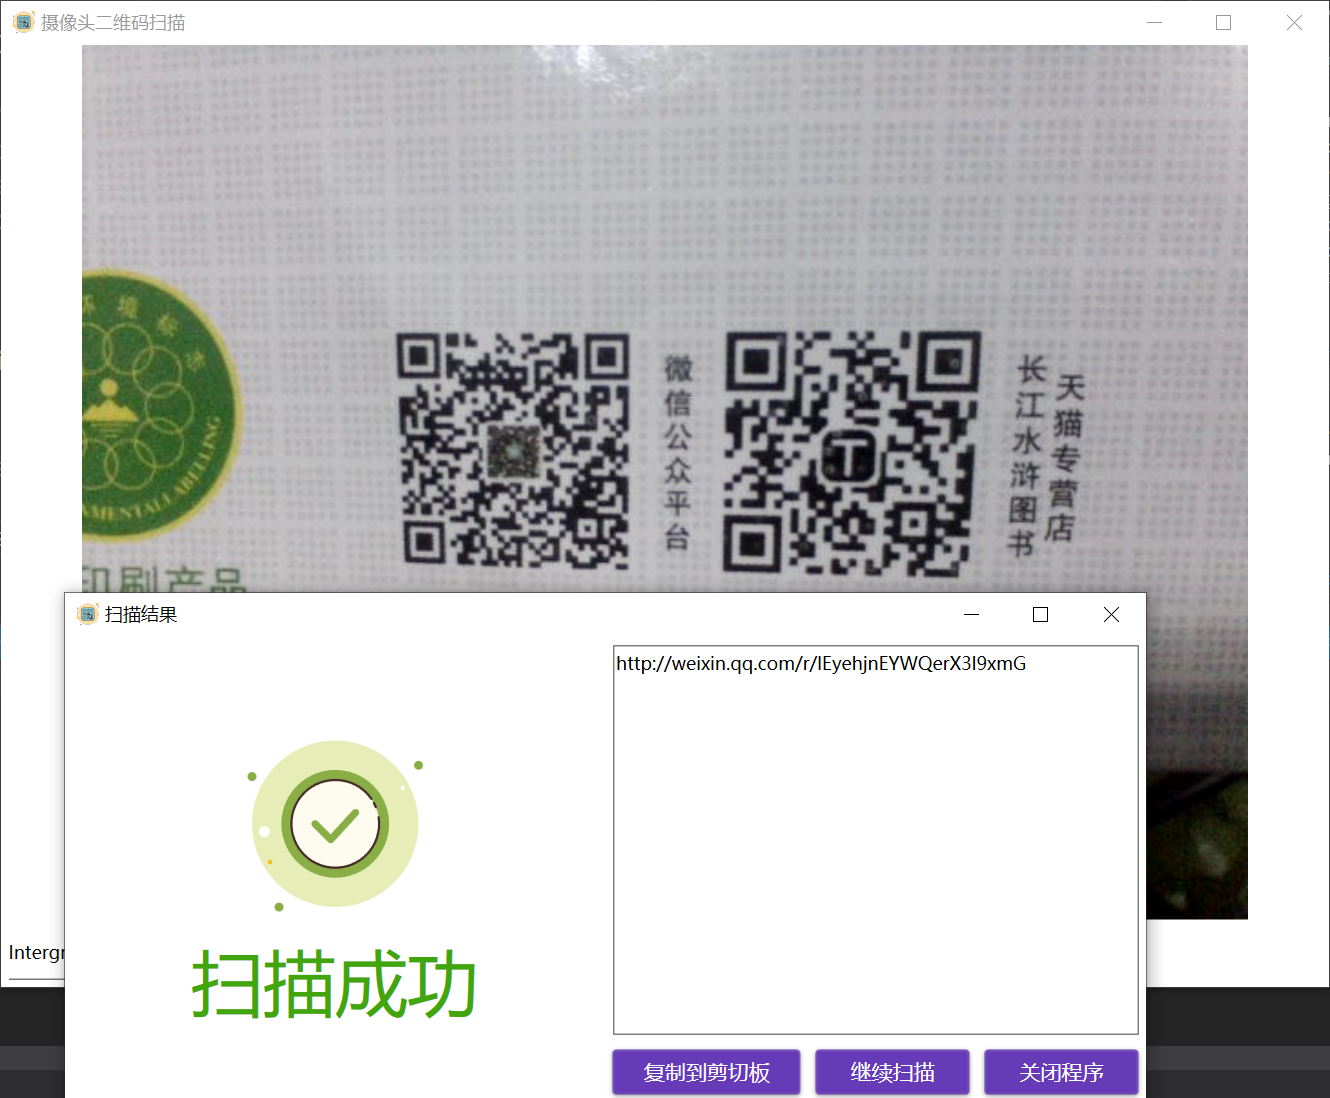 摄像头二维码扫描
环境标志
MENTAL LABELLING
印刷产品
微信公众平台
长江水浒图书
天猫专营店
扫描结果
http://weixin.qq.com/r/lEyehjnEYWQerX3I9xmG
扫描成功
复制到剪切板
继续扫描
关闭程序
Intergr